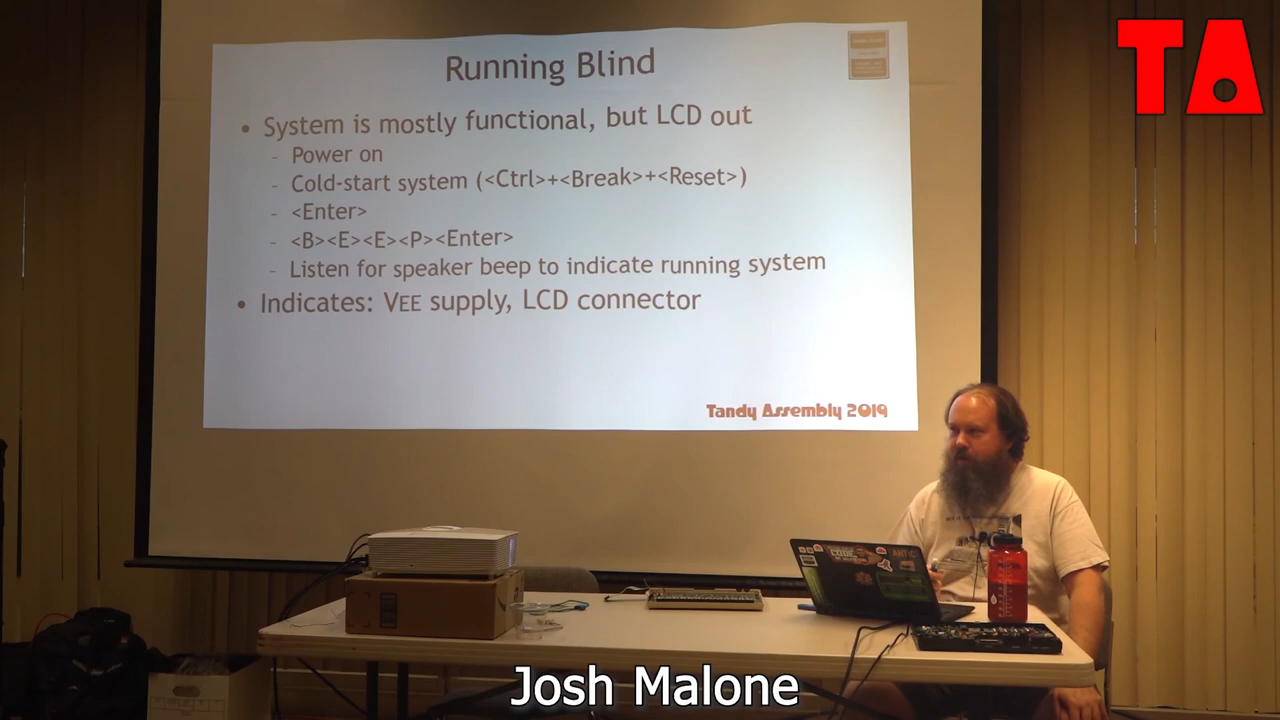 TA
Running Blind
• System is mostly functional, but LCD out
- Power on
- Cold-start system (<Ctrl>+<Break>+<Reset>)
- <Enter>
- <B><E><E><P><Enter>
- Listen for speaker beep to indicate running system
• Indicates: VEE supply, LCD connector
Tandy Assembly 2019
CODE
ANTIC
Josh Malone